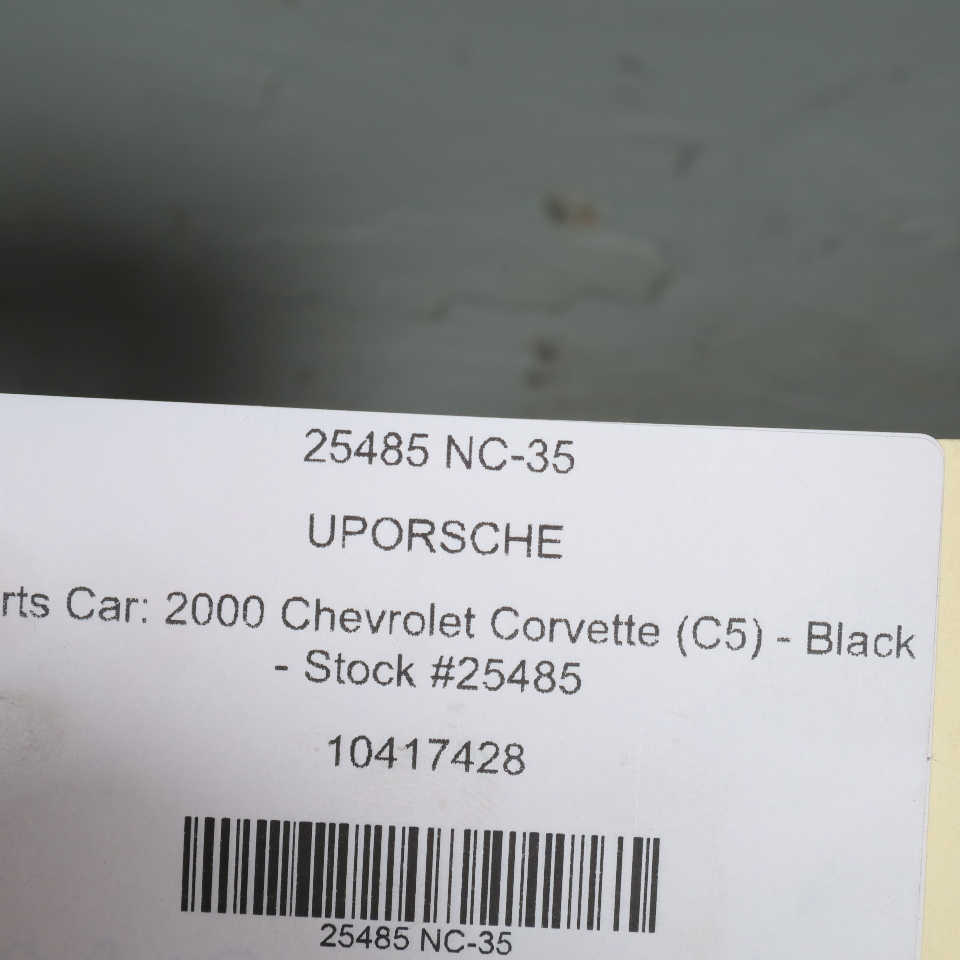 25485 NC-35
UPORSCHE
rts Car: 2000 Chevrolet Corvette (C5) - Black
- Stock #25485
10417428
25485 NC-35